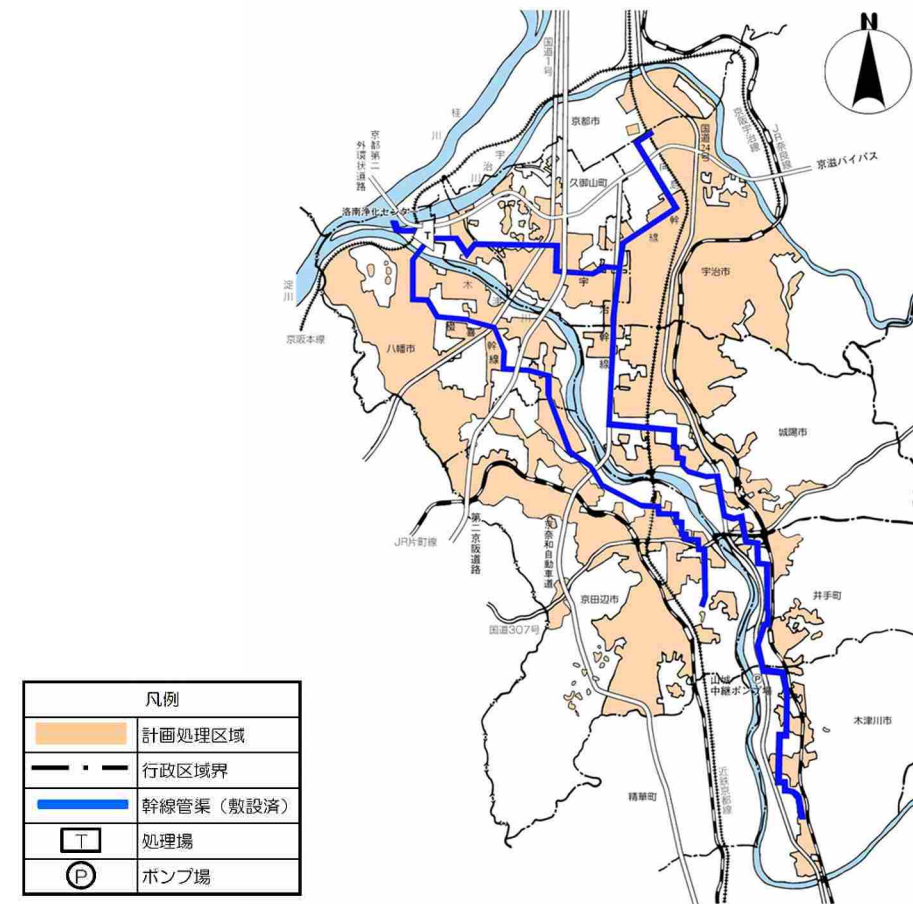 N
国道1号
桂川
宇治川
京都市
国道24号
京阪宇治線
JR奈良線
京滋バイパス
京都第二
外環状道路
久御山町
洛南浄化センター
T
向島幹線
宇治市
淀川
木津川
宇治幹線
京阪本線
八幡市
綴喜幹線
城陽市
JR片町線
第二京阪道路
京奈和自動車道
京田辺市
国道307号
井手町
山城
中継ポンプ場
P
木津川市
近鉄京都線
精華町
凡例
計画処理区域
行政区域界
幹線管渠（敷設済）
T
処理場
P
ポンプ場